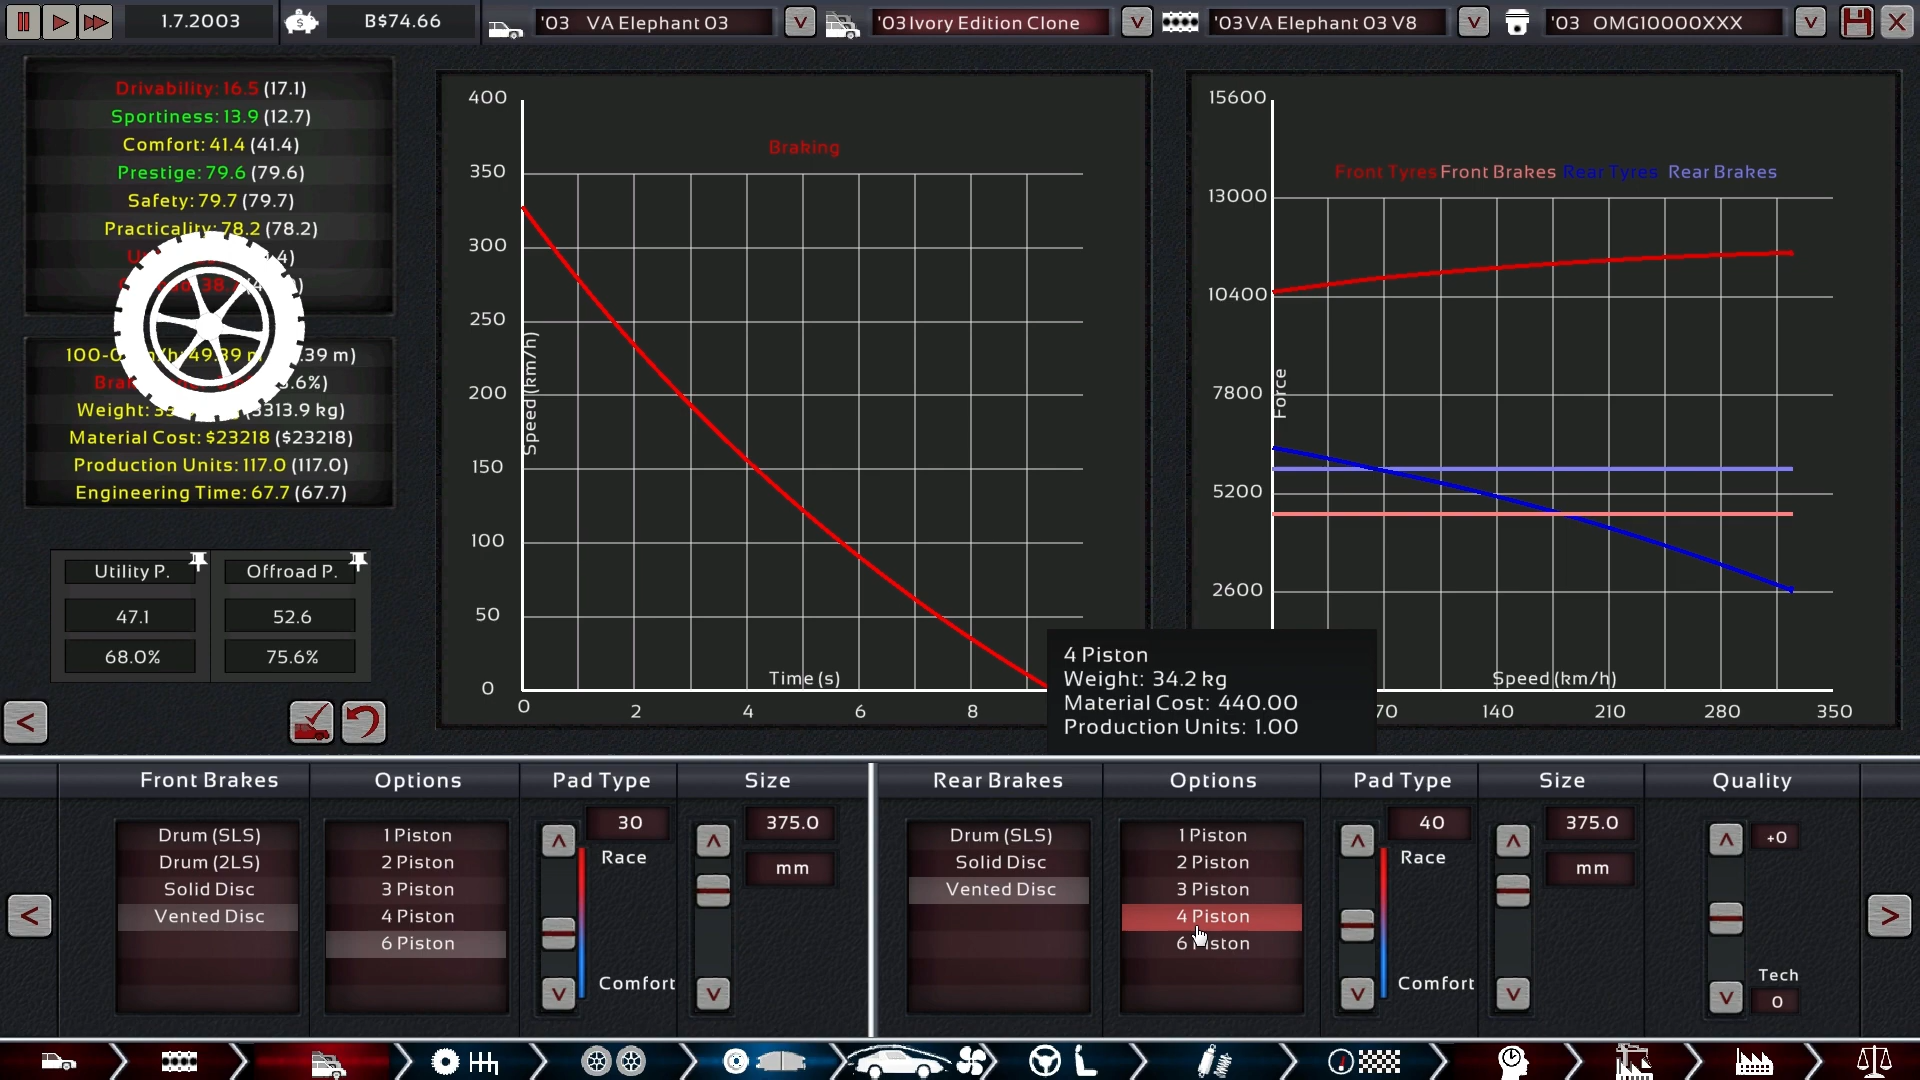 1.7.2003
B$74.66
'03 VA Elephant 03
'03 Ivory Edition Clone
'03 VA Elephant 03 V8
'03 OMG10000XXX
Drivability: 16.5 (17.1)
Sportiness: 13.9 (12.7)
Comfort: 41.4 (41.4)
Prestige: 79.6 (79.6)
Safety: 79.7 (79.7)
Practicality: 78.2 (78.2)
.39 m)
Weight: (3313.9 kg)
Material Cost: $23218 ($23218)
Production Units: 117.0 (117.0)
Engineering Time: 67.7 (67.7)
Utility P.
Offroad P.
47.1
52.6
68.0%
75.6%
Braking
400
350
300
250
200
150
100
50
0
Speed (km/h)
Time (s)
0
2
4
6
8
15600
13000
10400
7800
5200
2600
Front Tyres Front Brakes Rear Tyres Rear Brakes
Force
Speed (km/h)
70
140
210
280
350
4 Piston
Weight: 34.2 kg
Material Cost: 440.00
Production Units: 1.00
Front Brakes
Options
Pad Type
Size
Rear Brakes
Options
Pad Type
Size
Quality
Drum (SLS)
Drum (2LS)
Solid Disc
Vented Disc
1 Piston
2 Piston
3 Piston
4 Piston
6 Piston
30
Race
Comfort
375.0
mm
Drum (SLS)
Solid Disc
Vented Disc
1 Piston
2 Piston
3 Piston
4 Piston
6 Piston
40
Race
Comfort
375.0
mm
+0
Tech
0